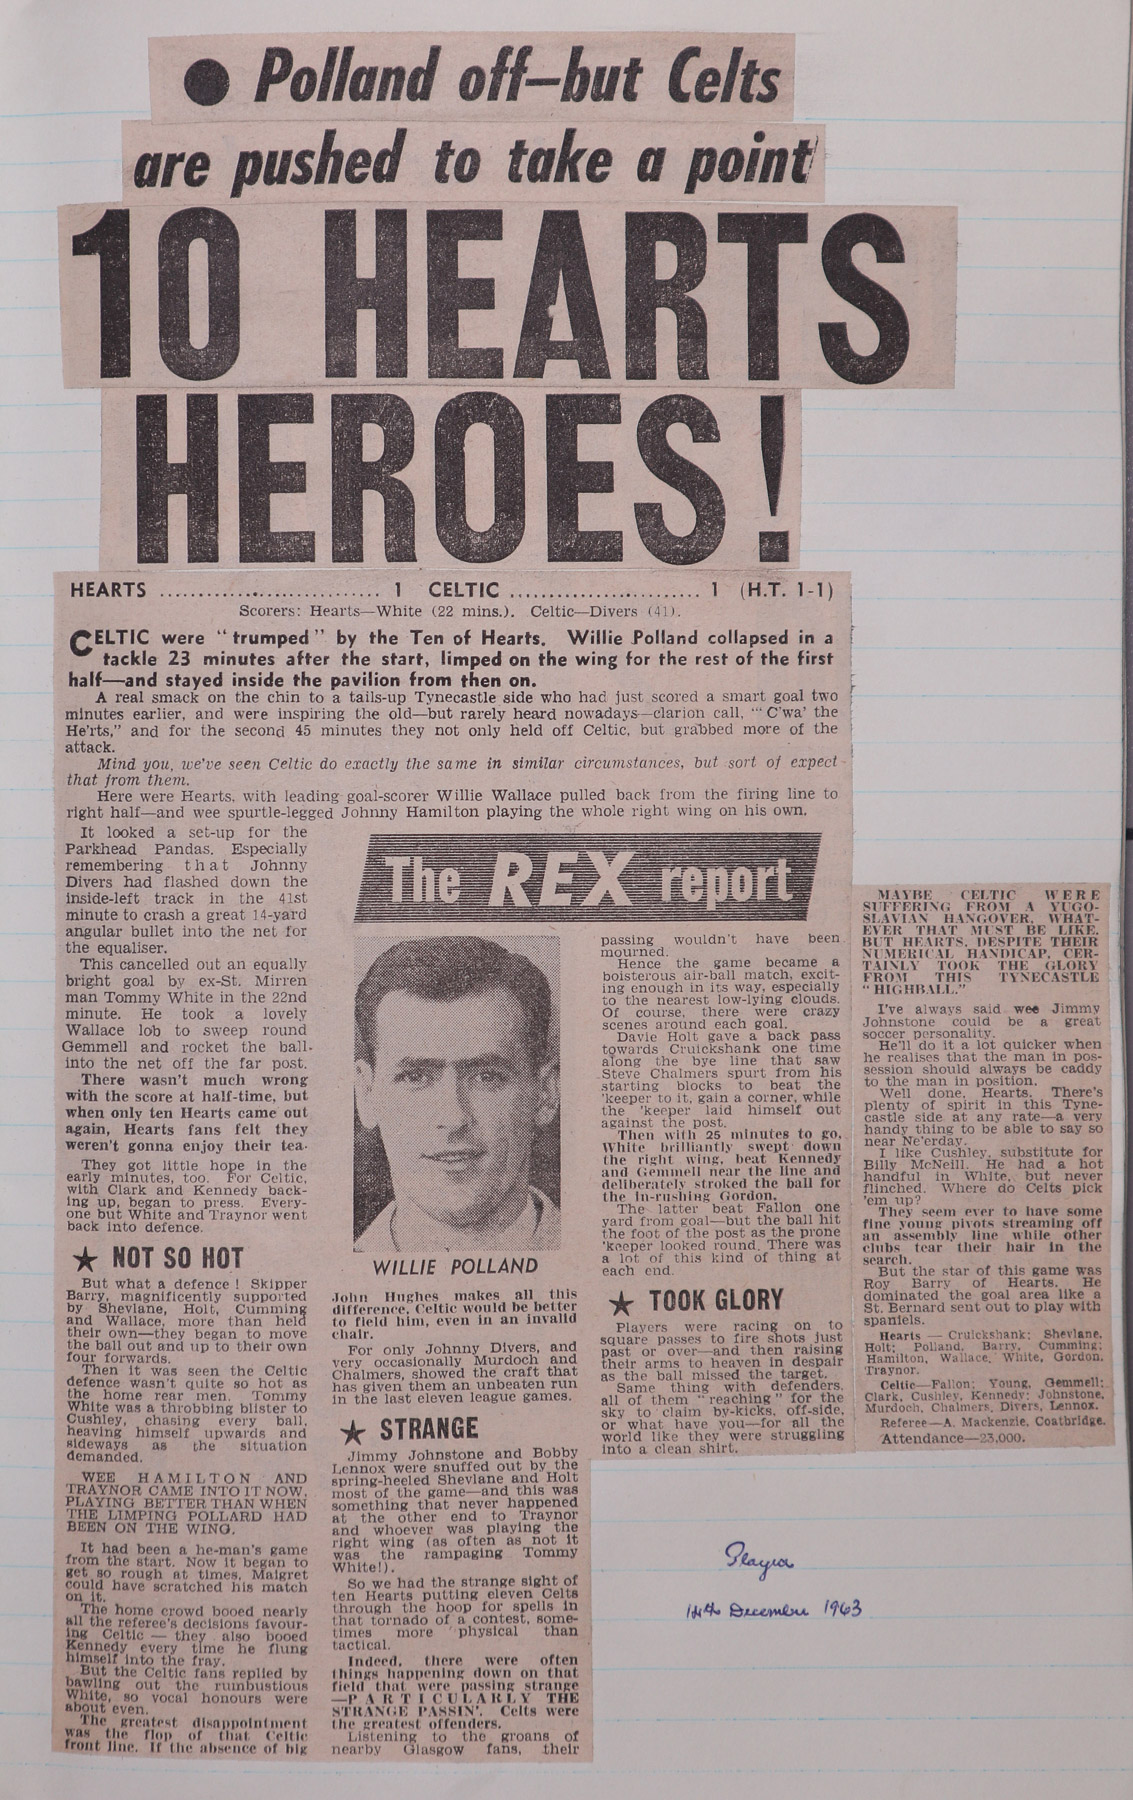 ● Polland off—but Celts
are pushed to take a point
10 HEARTS
HEROES!
HEARTS ............................ 1 CELTIC ......................... 1 (H.T. 1-1)
Scorers: Hearts—White (22 mins.). Celtic—Divers (41).
CELTIC were "trumped" by the Ten of Hearts. Willie Polland collapsed in a
tackle 23 minutes after the start, limped on the wing for the rest of the first
half—and stayed inside the pavilion from then on.
A real smack on the chin to a tails-up Tynecastle side who had just scored a smart goal two
minutes earlier, and were inspiring the old—but rarely heard nowadays—clarion call, "C'wa' the
He'rts," and for the second 45 minutes they not only held off Celtic, but grabbed more of the
attack.
Mind you, we've seen Celtic do exactly the same in similar circumstances, but sort of expect
that from them.
Here were Hearts, with leading goal-scorer Willie Wallace pulled back from the firing line to
right half—and wee spurtle-legged Johnny Hamilton playing the whole right wing on his own.
It looked a set-up for the
Parkhead Pandas. Especially
remembering that Johnny
Divers had flashed down the
inside-left track in the 41st
minute to crash a great 14-yard
angular bullet into the net for
the equaliser.
This cancelled out an equally
bright goal by ex-St. Mirren
man Tommy White in the 22nd
minute. He took a lovely
Wallace lob to sweep round
Gemmell and rocket the ball
into the net off the far post.
There wasn't much wrong
with the score at half-time, but
when only ten Hearts came out
again, Hearts fans felt they
weren't gonna enjoy their tea.
They got little hope in the
early minutes, too. For Celtic,
with Clark and Kennedy back-
ing up, began to press. Every-
one but White and Traynor went
back into defence.
★ NOT SO HOT
But what a defence! Skipper
Barry, magnificently supported
by Shevlane, Holt, Cumming
and Wallace, more than held
their own—they began to move
the ball out and up to their own
four forwards.
Then it was seen the Celtic
defence wasn't quite so hot as
the home rear men. Tommy
White was a throbbing blister to
Cushley, chasing every ball,
heaving himself upwards and
sideways as the situation
demanded.
WEE HAMILTON AND
TRAYNOR CAME INTO IT NOW,
PLAYING BETTER THAN WHEN
THE LIMPING POLLARD HAD
BEEN ON THE WING.
It had been a he-man's game
from the start. Now it began to
get so rough at times, Maigret
could have scratched his match
on it.
The home crowd booed nearly
all the referee's decisions favour-
ing Celtic — they also booed
Kennedy every time he flung
himself into the fray.
But the Celtic fans replied by
bawling out the rumbustious
White, so vocal honours were
about even.
The greatest disappointment
was the flop of that Celtic
front line. If the absence of big
The REX report
WILLIE POLLAND
John Hughes makes all this
difference, Celtic would be better
to field him, even in an invalid
chair.
For only Johnny Divers, and
very occasionally Murdoch and
Chalmers, showed the craft that
has given them an unbeaten run
in the last eleven league games.
★ STRANGE
Jimmy Johnstone and Bobby
Lennox were snuffed out by the
spring-heeled Shevlane and Holt
most of the game—and this was
something that never happened
at the other end to Traynor
and whoever was playing the
right wing (as often as not it
was the rampaging Tommy
White!).
So we had the strange sight of
ten Hearts putting eleven Celts
through the hoop for spells in
that tornado of a contest, some-
times more physical than
tactical.
Indeed, there were often
things happening down on that
field that were passing strange
—PARTICULARLY THE
STRANGE PASSIN'. Celts were
the greatest offenders.
Listening to the groans of
nearby Glasgow fans, their
passing wouldn't have been
mourned.
Hence the game became a
boisterous air-ball match, excit-
ing enough in its way, especially
to the nearest low-lying clouds.
Of course, there were crazy
scenes around each goal.
Davie Holt gave a back pass
towards Cruickshank one time
along the bye line that saw
Steve Chalmers spurt from his
starting blocks to beat the
'keeper to it, gain a corner, while
the 'keeper laid himself out
against the post.
Then with 25 minutes to go,
White brilliantly swept down
the right wing, beat Kennedy
and Gemmell near the line and
deliberately stroked the ball for
the in-rushing Gordon.
The latter beat Fallon one
yard from goal—but the ball hit
the foot of the post as the prone
'keeper looked round. There was
a lot of this kind of thing at
each end.
★ TOOK GLORY
Players were racing on to
square passes to fire shots just
past or over—and then raising
their arms to heaven in despair
as the ball missed the target.
Same thing with defenders,
all of them "reaching" for the
sky to claim by-kicks, off-side,
or what have you—for all the
world like they were struggling
into a clean shirt.
MAYBE CELTIC WERE
SUFFERING FROM A YUGO-
SLAVIAN HANGOVER, WHAT-
EVER THAT MUST BE LIKE.
BUT HEARTS, DESPITE THEIR
NUMERICAL HANDICAP, CER-
TAINLY TOOK THE GLORY
FROM THIS TYNECASTLE
"HIGHBALL."
I've always said wee Jimmy
Johnstone could be a great
soccer personality.
He'll do it a lot quicker when
he realises that the man in pos-
session should always be caddy
to the man in position.
Well done, Hearts. There's
plenty of spirit in this Tyne-
castle side at any rate—a very
handy thing to be able to say so
near Ne'erday.
I like Cushley, substitute for
Billy McNeill. He had a hot
handful in White, but never
flinched. Where do Celts pick
'em up?
They seem ever to have some
fine young pivots streaming off
an assembly line while other
clubs tear their hair in the
search.
But the star of this game was
Roy Barry of Hearts. He
dominated the goal area like a
St. Bernard sent out to play with
spaniels.
Hearts — Cruickshank; Shevlane,
Holt; Polland, Barry, Cumming;
Hamilton, Wallace, White, Gordon,
Traynor.
Celtic—Fallon; Young, Gemmell;
Clark, Cushley, Kennedy; Johnstone,
Murdoch, Chalmers, Divers, Lennox.
Referee—A. Mackenzie, Coatbridge.
Attendance—23,000.
Played
14th December 1963